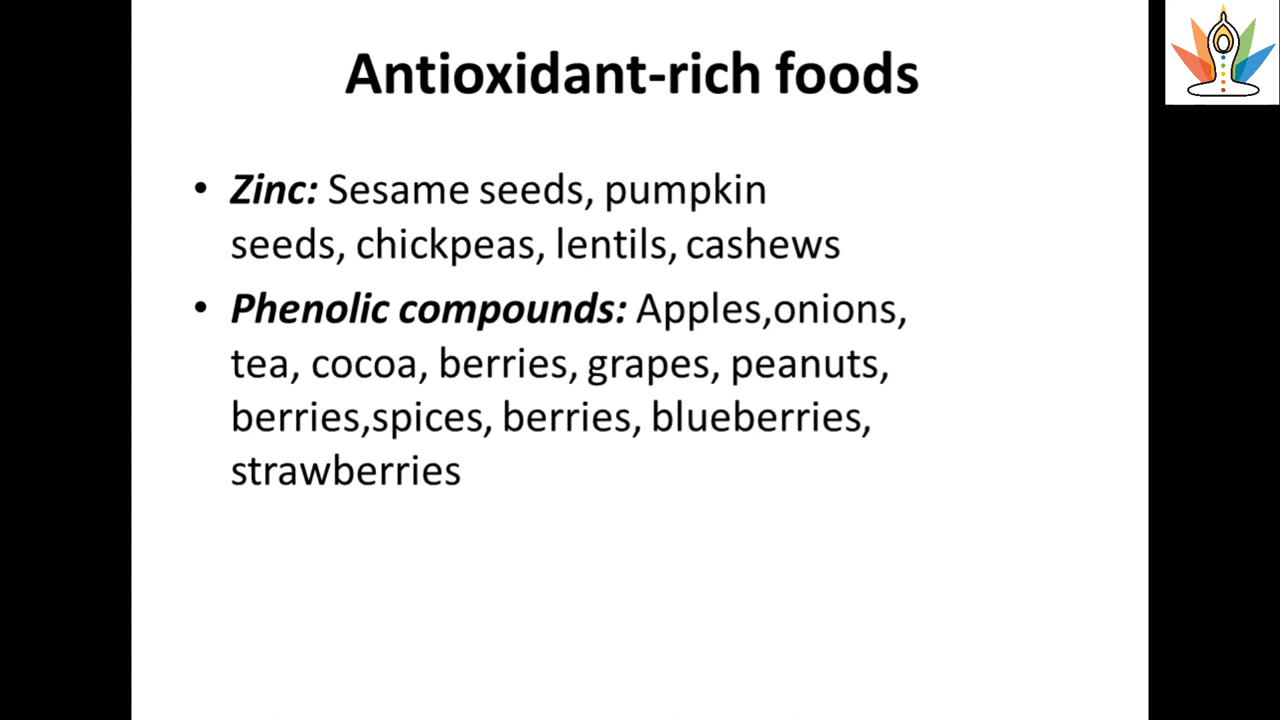 Antioxidant-rich foods
• Zinc: Sesame seeds, pumpkin
seeds, chickpeas, lentils, cashews
• Phenolic compounds: Apples,onions,
tea, cocoa, berries, grapes, peanuts,
berries,spices, berries, blueberries,
strawberries